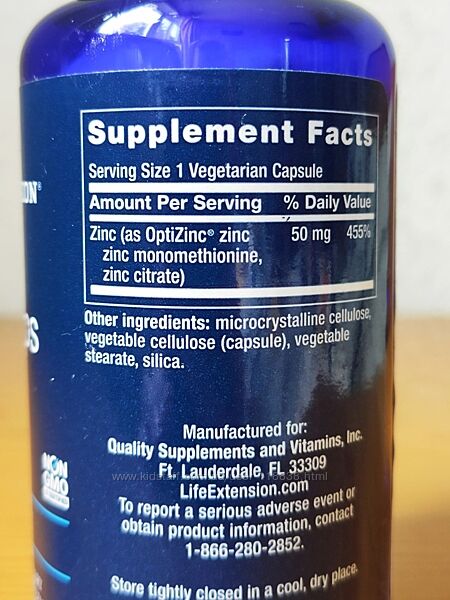 Supplement Facts
Serving Size 1 Vegetarian Capsule
Amount Per Serving % Daily Value
Zinc (as OptiZinc® zinc 50 mg 455%
zinc monomethionine,
zinc citrate)
Other ingredients: microcrystalline cellulose,
vegetable cellulose (capsule), vegetable
stearate, silica.
NON
GMO
Manufactured for:
Quality Supplements and Vitamins, Inc.
Ft. Lauderdale, FL 33309
LifeExtension.com
To report a serious adverse event or
obtain product information, contact
1-866-280-2852.
Store tightly closed in a cool, dry place.